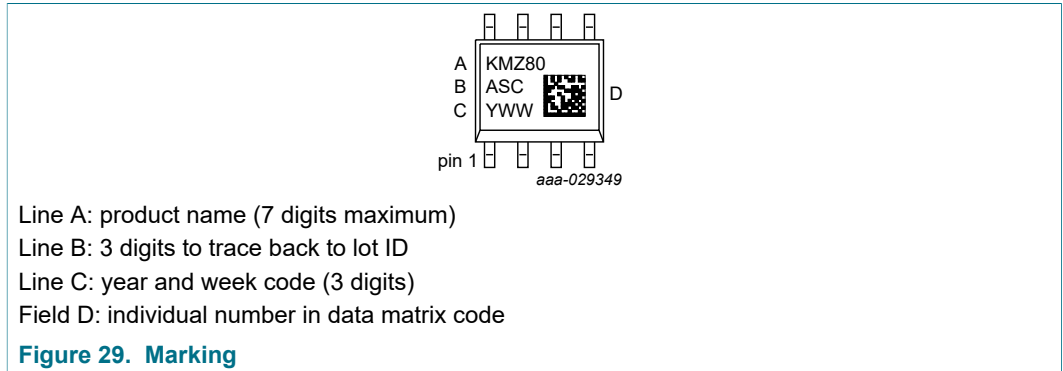 A KMZ80
B ASC D
C YWW
pin 1
aaa-029349
Line A: product name (7 digits maximum)
Line B: 3 digits to trace back to lot ID
Line C: year and week code (3 digits)
Field D: individual number in data matrix code
Figure 29. Marking